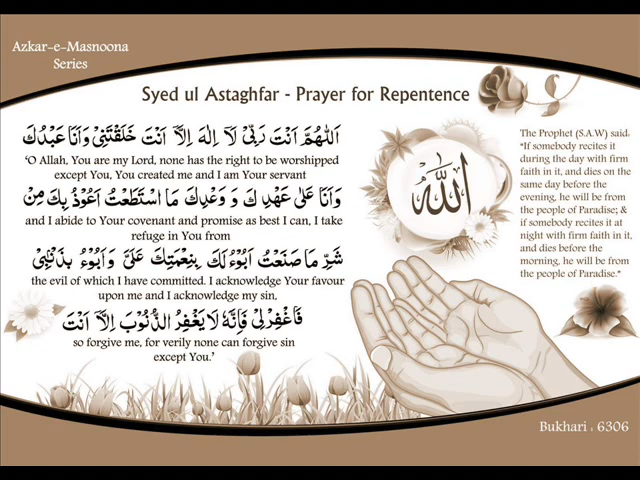 Azkar-e-Masnoona
Series
Syed ul Astaghfar - Prayer for Repentence
اَللّٰهُمَّ اَنْتَ رَبِّىْ لَآ اِلٰهَ اِلَّآ اَنْتَ خَلَقْتَنِىْ وَاَنَا عَبْدُكَ
‘O Allah, You are my Lord, none has the right to be worshipped
except You, You created me and I am Your servant
وَاَنَا عَلٰى عَهْدِكَ وَ وَعْدِكَ مَا اسْتَطَعْتُ اَعُوْذُ بِكَ مِنْ
and I abide to Your covenant and promise as best I can, I take
refuge in You from
شَرِّ مَا صَنَعْتُ اَبُوْءُ لَكَ بِنِعْمَتِكَ عَلَىَّ وَاَبُوْءُ بِذَنْۢبِىْ
the evil of which I have committed. I acknowledge Your favour
upon me and I acknowledge my sin,
فَاغْفِرْلِىْ فَاِنَّهٗ لَا يَغْفِرُ الذُّنُوْبَ اِلَّآ اَنْتَ
so forgive me, for verily none can forgive sin
except You.’
الله
The Prophet (S.A.W) said:
"If somebody recites it
during the day with firm
faith in it, and dies on the
same day before the
evening, he will be from
the people of Paradise; &
if somebody recites it at
night with firm faith in it,
and dies before the
morning, he will be from
the people of Paradise."
Bukhari : 6306